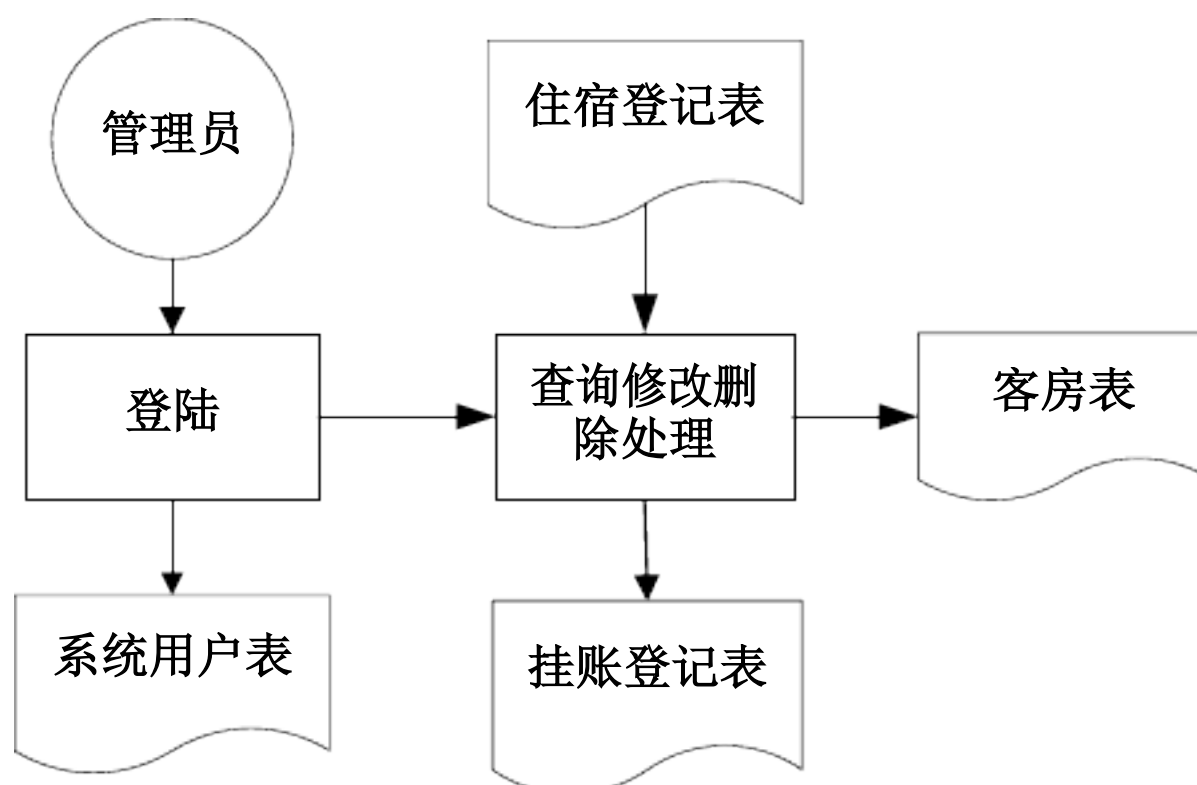 管理员
住宿登记表
登陆
查询修改删
除处理
客房表
系统用户表
挂账登记表